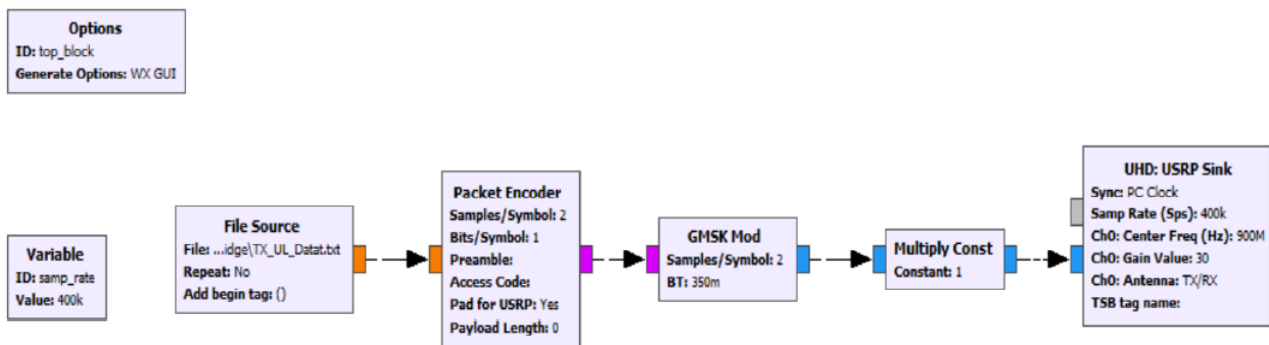 Options
ID: top_block
Generate Options: WX GUI
Variable
ID: samp_rate
Value: 400k
File Source
File: ...idge\TX_UL_Datat.txt
Repeat: No
Add begin tag: ()
Packet Encoder
Samples/Symbol: 2
Bits/Symbol: 1
Preamble:
Access Code:
Pad for USRP: Yes
Payload Length: 0
GMSK Mod
Samples/Symbol: 2
BT: 350m
Multiply Const
Constant: 1
UHD: USRP Sink
Sync: PC Clock
Samp Rate (Sps): 400k
Ch0: Center Freq (Hz): 900M
Ch0: Gain Value: 30
Ch0: Antenna: TX/RX
TSB tag name: